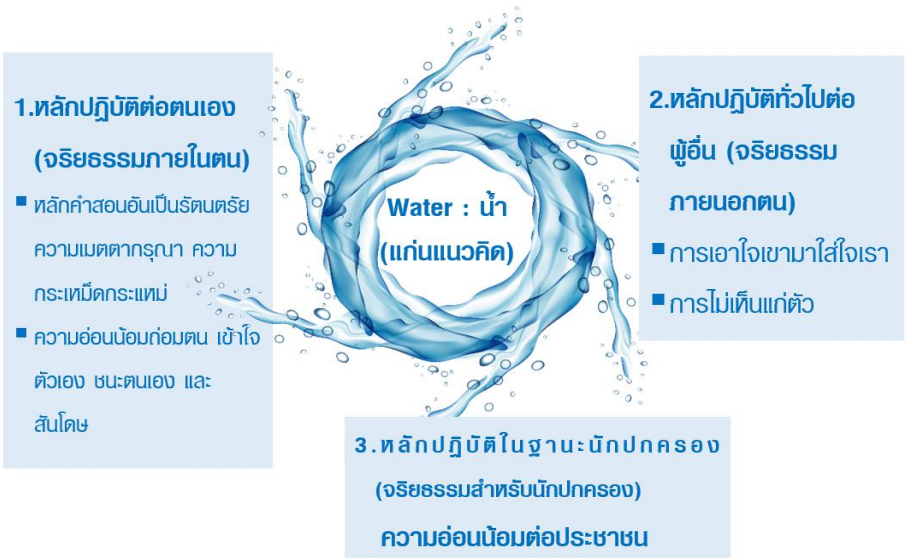 1.หลักปฏิบัติต่อตนเอง
(จริยธรรมภายในตน)
▪ หลักคำสอนอันเป็นรัตนตรัย
ความเมตตากรุณา ความ
กระเหม็ดกระแหม่
▪ ความอ่อนน้อมถ่อมตน เข้าใจ
ตัวเอง ชนะตนเอง และ
สันโดษ
Water : น้ำ
(แก่นแนวคิด)
2.หลักปฏิบัติทั่วไปต่อ
ผู้อื่น (จริยธรรม
ภายนอกตน)
▪ การเอาใจเขามาใส่ใจเรา
▪ การไม่เห็นแก่ตัว
3.หลักปฏิบัติในฐานะนักปกครอง
(จริยธรรมสำหรับนักปกครอง)
ความอ่อนน้อมต่อประชาชน